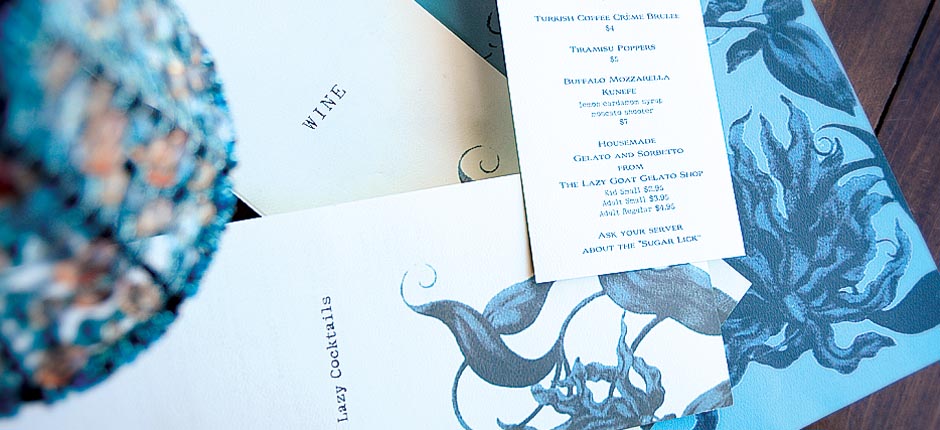 WINE
Lazy Cocktails
TURKISH COFFEE CRÈME BRULEE
$4
TIRAMISU POPPERS
$5
BUFFALO MOZZARELLA
KUNEFE
lemon cardamon syrup
moscato shooter
$7
HOUSEMADE
GELATO AND SORBETTO
FROM
THE LAZY GOAT GELATO SHOP
Kid Small $2.95
Adult Small $3.95
Adult Regular $4.95
ASK YOUR SERVER
ABOUT THE "SUGAR LICK"